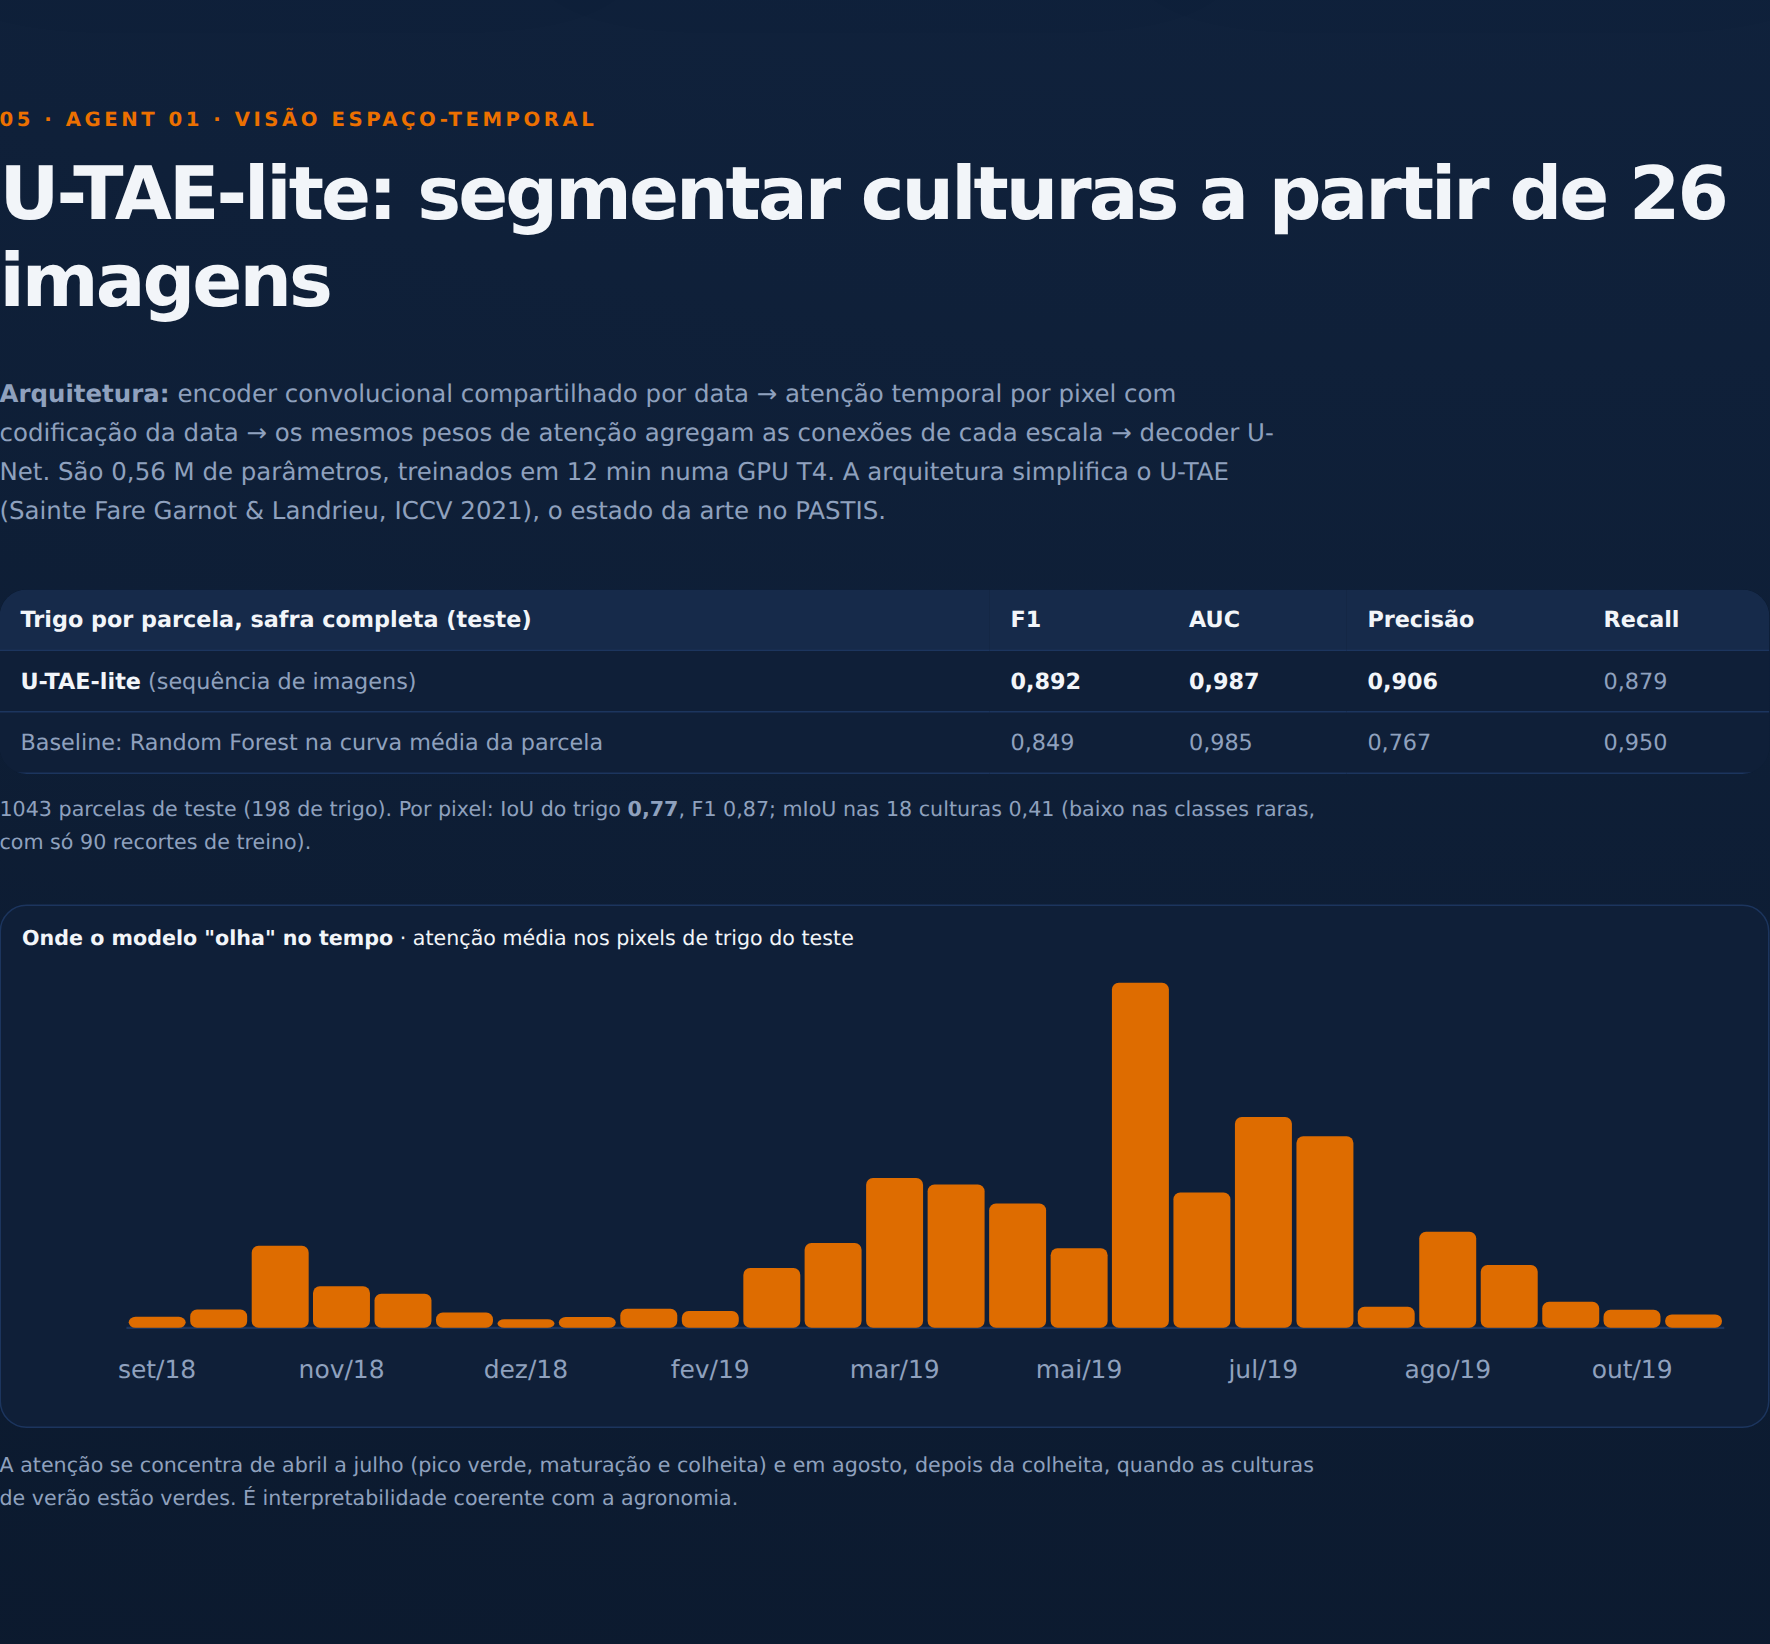 05 · AGENT 01 · VISÃO ESPAÇO-TEMPORAL
U-TAE-lite: segmentar culturas a partir de 26
imagens
Arquitetura: encoder convolucional compartilhado por data → atenção temporal por pixel com
codificação da data → os mesmos pesos de atenção agregam as conexões de cada escala → decoder U-
Net. São 0,56 M de parâmetros, treinados em 12 min numa GPU T4. A arquitetura simplifica o U-TAE
(Sainte Fare Garnot & Landrieu, ICCV 2021), o estado da arte no PASTIS.
Trigo por parcela, safra completa (teste) F1 AUC Precisão Recall
U-TAE-lite (sequência de imagens) 0,892 0,987 0,906 0,879
Baseline: Random Forest na curva média da parcela 0,849 0,985 0,767 0,950
1043 parcelas de teste (198 de trigo). Por pixel: IoU do trigo 0,77, F1 0,87; mIoU nas 18 culturas 0,41 (baixo nas classes raras,
com só 90 recortes de treino).
Onde o modelo "olha" no tempo · atenção média nos pixels de trigo do teste
set/18 nov/18 dez/18 fev/19 mar/19 mai/19 jul/19 ago/19 out/19
A atenção se concentra de abril a julho (pico verde, maturação e colheita) e em agosto, depois da colheita, quando as culturas
de verão estão verdes. É interpretabilidade coerente com a agronomia.